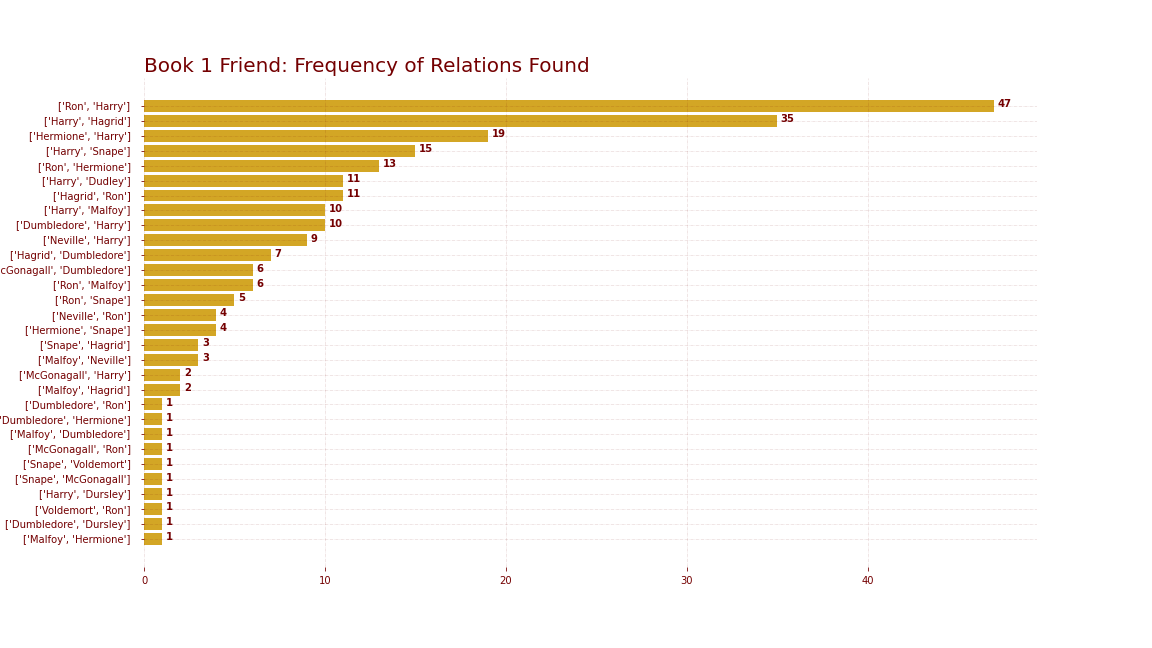 Book 1 Friend: Frequency of Relations Found
['Ron', 'Harry'] 47
['Harry', 'Hagrid'] 35
['Hermione', 'Harry'] 19
['Harry', 'Snape'] 15
['Ron', 'Hermione'] 13
['Harry', 'Dudley'] 11
['Hagrid', 'Ron'] 11
['Harry', 'Malfoy'] 10
['Dumbledore', 'Harry'] 10
['Neville', 'Harry'] 9
['Hagrid', 'Dumbledore'] 7
cGonagall', 'Dumbledore'] 6
['Ron', 'Malfoy'] 6
['Ron', 'Snape'] 5
['Neville', 'Ron'] 4
['Hermione', 'Snape'] 4
['Snape', 'Hagrid'] 3
['Malfoy', 'Neville'] 3
['McGonagall', 'Harry'] 2
['Malfoy', 'Hagrid'] 2
['Dumbledore', 'Ron'] 1
'Dumbledore', 'Hermione'] 1
['Malfoy', 'Dumbledore'] 1
['McGonagall', 'Ron'] 1
['Snape', 'Voldemort'] 1
['Snape', 'McGonagall'] 1
['Harry', 'Dursley'] 1
['Voldemort', 'Ron'] 1
['Dumbledore', 'Dursley'] 1
['Malfoy', 'Hermione'] 1
0 10 20 30 40